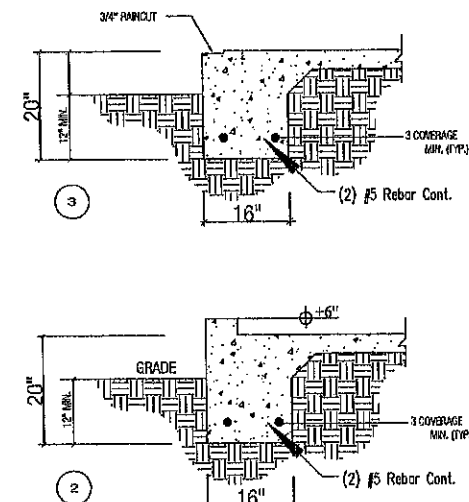 3/4" RAINCUT
20"
12" MIN.
3 COVERAGE
MIN. (TYP.)
(2) #5 Rebar Cont.
3
16"
+6"
GRADE
20"
12" MIN.
3 COVERAGE
MIN. (TYP
(2) #5 Rebar Cont.
2
16"